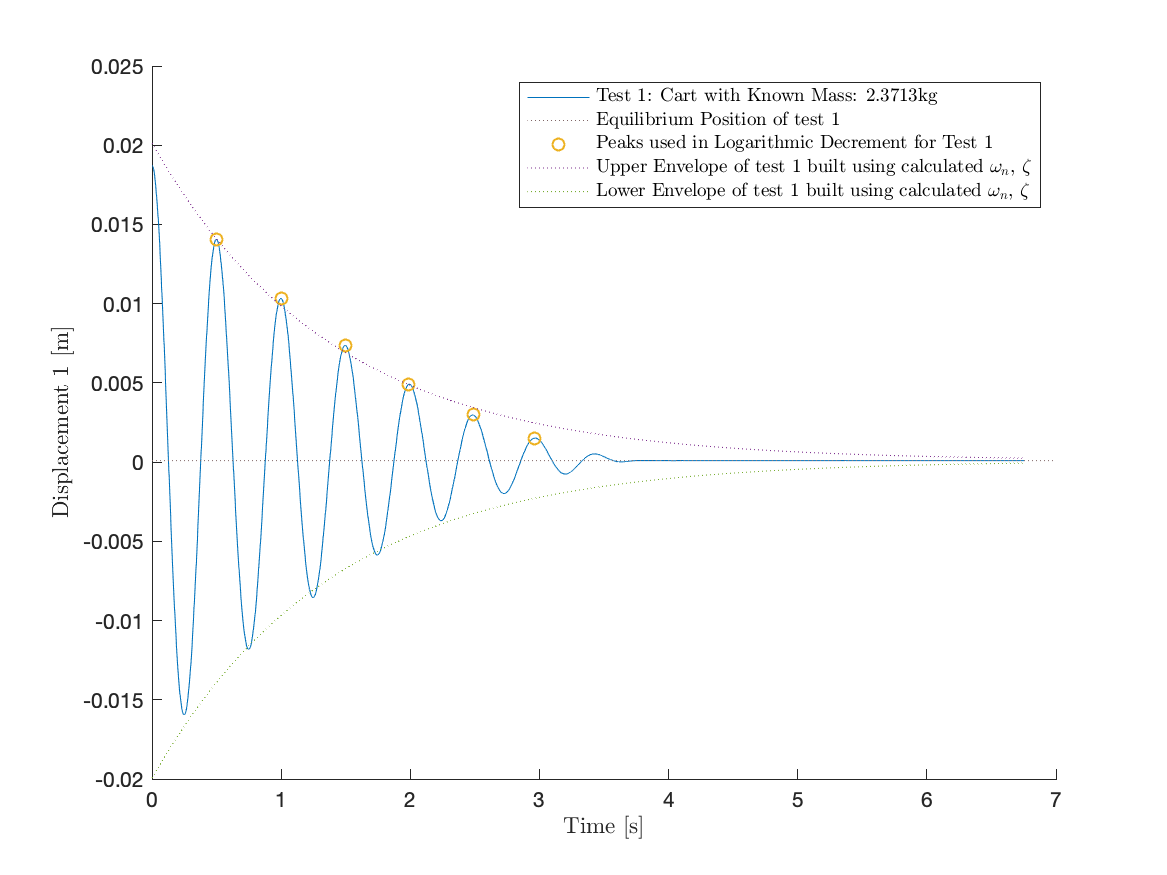 0.025
0.02
0.015
0.01
0.005
0
-0.005
-0.01
-0.015
-0.02
Displacement 1 [m]
Test 1: Cart with Known Mass: 2.3713kg
Equilibrium Position of test 1
Peaks used in Logarithmic Decrement for Test 1
Upper Envelope of test 1 built using calculated ωn, ζ
Lower Envelope of test 1 built using calculated ωn, ζ
0 1 2 3 4 5 6 7
Time [s]